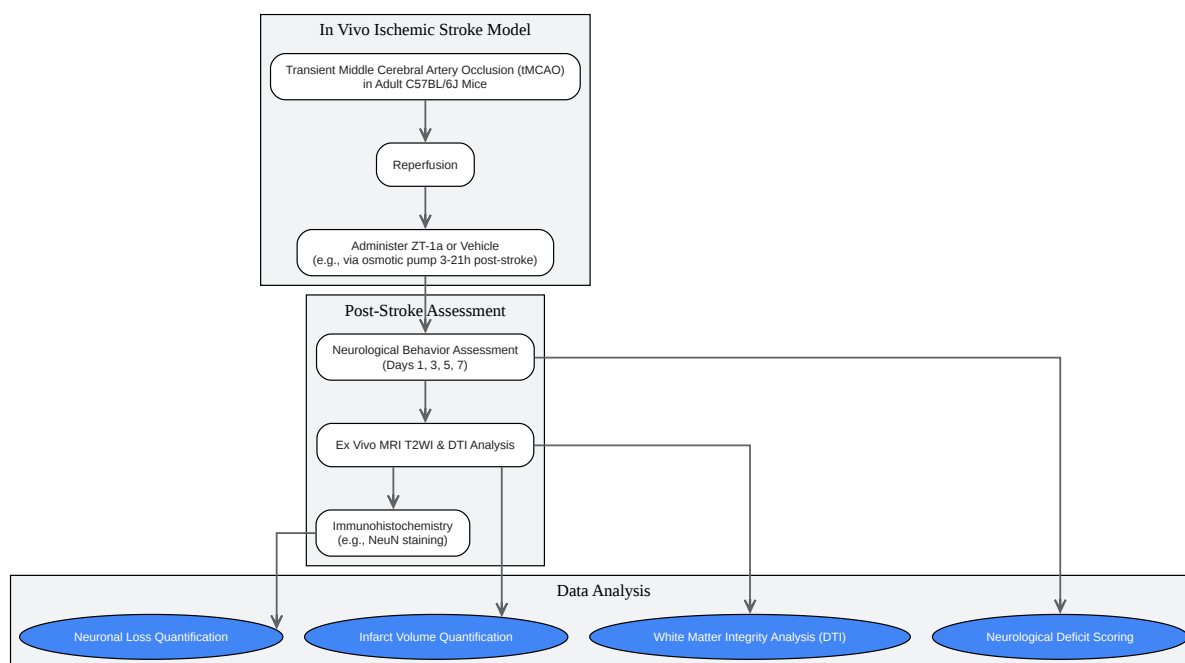 In Vivo Ischemic Stroke Model
Transient Middle Cerebral Artery Occlusion (tMCAO)
in Adult C57BL/6J Mice
Reperfusion
Administer ZT-1a or Vehicle
(e.g., via osmotic pump 3-21h post-stroke)
Post-Stroke Assessment
Neurological Behavior Assessment
(Days 1, 3, 5, 7)
Ex Vivo MRI T2WI & DTI Analysis
Immunohistochemistry
(e.g., NeuN staining)
Data Analysis
Neuronal Loss Quantification
Infarct Volume Quantification
White Matter Integrity Analysis (DTI)
Neurological Deficit Scoring